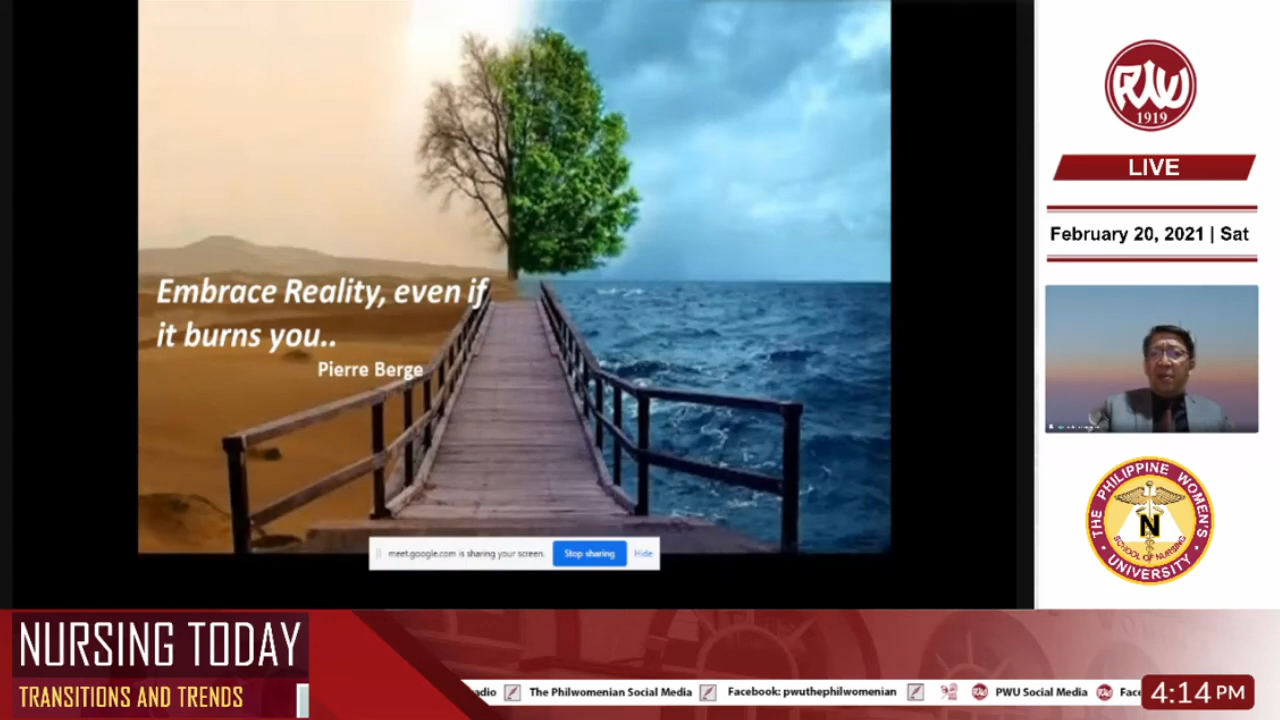 Embrace Reality, even if
it burns you..
Pierre Berge
meet.google.com is sharing your screen.
Stop sharing
Hide
PWU
1919
LIVE
February 20, 2021 | Sat
THE PHILIPPINE WOMEN'S UNIVERSITY
N
SCHOOL OF NURSING
NURSING TODAY
TRANSITIONS AND TRENDS
adio
The Philwomenian Social Media
Facebook: pwuthephilwomenian
PWU Social Media
Face
4:14 PM